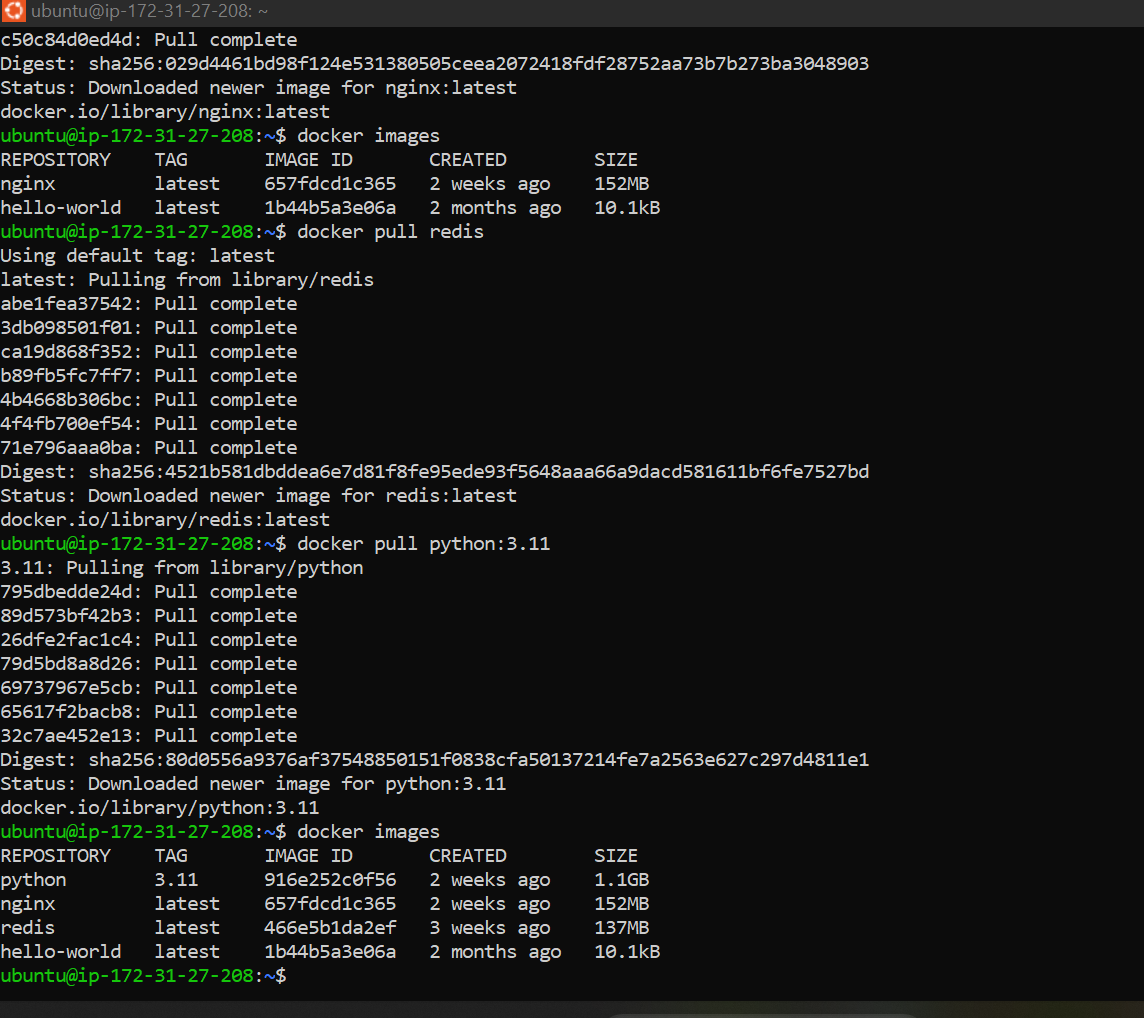 ubuntu@ip-172-31-27-208: ~
c50c84d0ed4d: Pull complete
Digest: sha256:029d4461bd98f124e531380505ceea2072418fdf28752aa73b7b273ba3048903
Status: Downloaded newer image for nginx:latest
docker.io/library/nginx:latest
ubuntu@ip-172-31-27-208:~$ docker images
REPOSITORY    TAG       IMAGE ID       CREATED        SIZE
nginx         latest    657fdcd1c365   2 weeks ago    152MB
hello-world   latest    1b44b5a3e06a   2 months ago   10.1kB
ubuntu@ip-172-31-27-208:~$ docker pull redis
Using default tag: latest
latest: Pulling from library/redis
abe1fea37542: Pull complete
3db098501f01: Pull complete
ca19d868f352: Pull complete
b89fb5fc7ff7: Pull complete
4b4668b306bc: Pull complete
4f4fb700ef54: Pull complete
71e796aaa0ba: Pull complete
Digest: sha256:4521b581dbddea6e7d81f8fe95ede93f5648aaa66a9dacd581611bf6fe7527bd
Status: Downloaded newer image for redis:latest
docker.io/library/redis:latest
ubuntu@ip-172-31-27-208:~$ docker pull python:3.11
3.11: Pulling from library/python
795dbedde24d: Pull complete
89d573bf42b3: Pull complete
26dfe2fac1c4: Pull complete
79d5bd8a8d26: Pull complete
69737967e5cb: Pull complete
65617f2bacb8: Pull complete
32c7ae452e13: Pull complete
Digest: sha256:80d0556a9376af37548850151f0838cfa50137214fe7a2563e627c297d4811e1
Status: Downloaded newer image for python:3.11
docker.io/library/python:3.11
ubuntu@ip-172-31-27-208:~$ docker images
REPOSITORY    TAG       IMAGE ID       CREATED        SIZE
python        3.11      916e252c0f56   2 weeks ago    1.1GB
nginx         latest    657fdcd1c365   2 weeks ago    152MB
redis         latest    466e5b1da2ef   3 weeks ago    137MB
hello-world   latest    1b44b5a3e06a   2 months ago   10.1kB
ubuntu@ip-172-31-27-208:~$